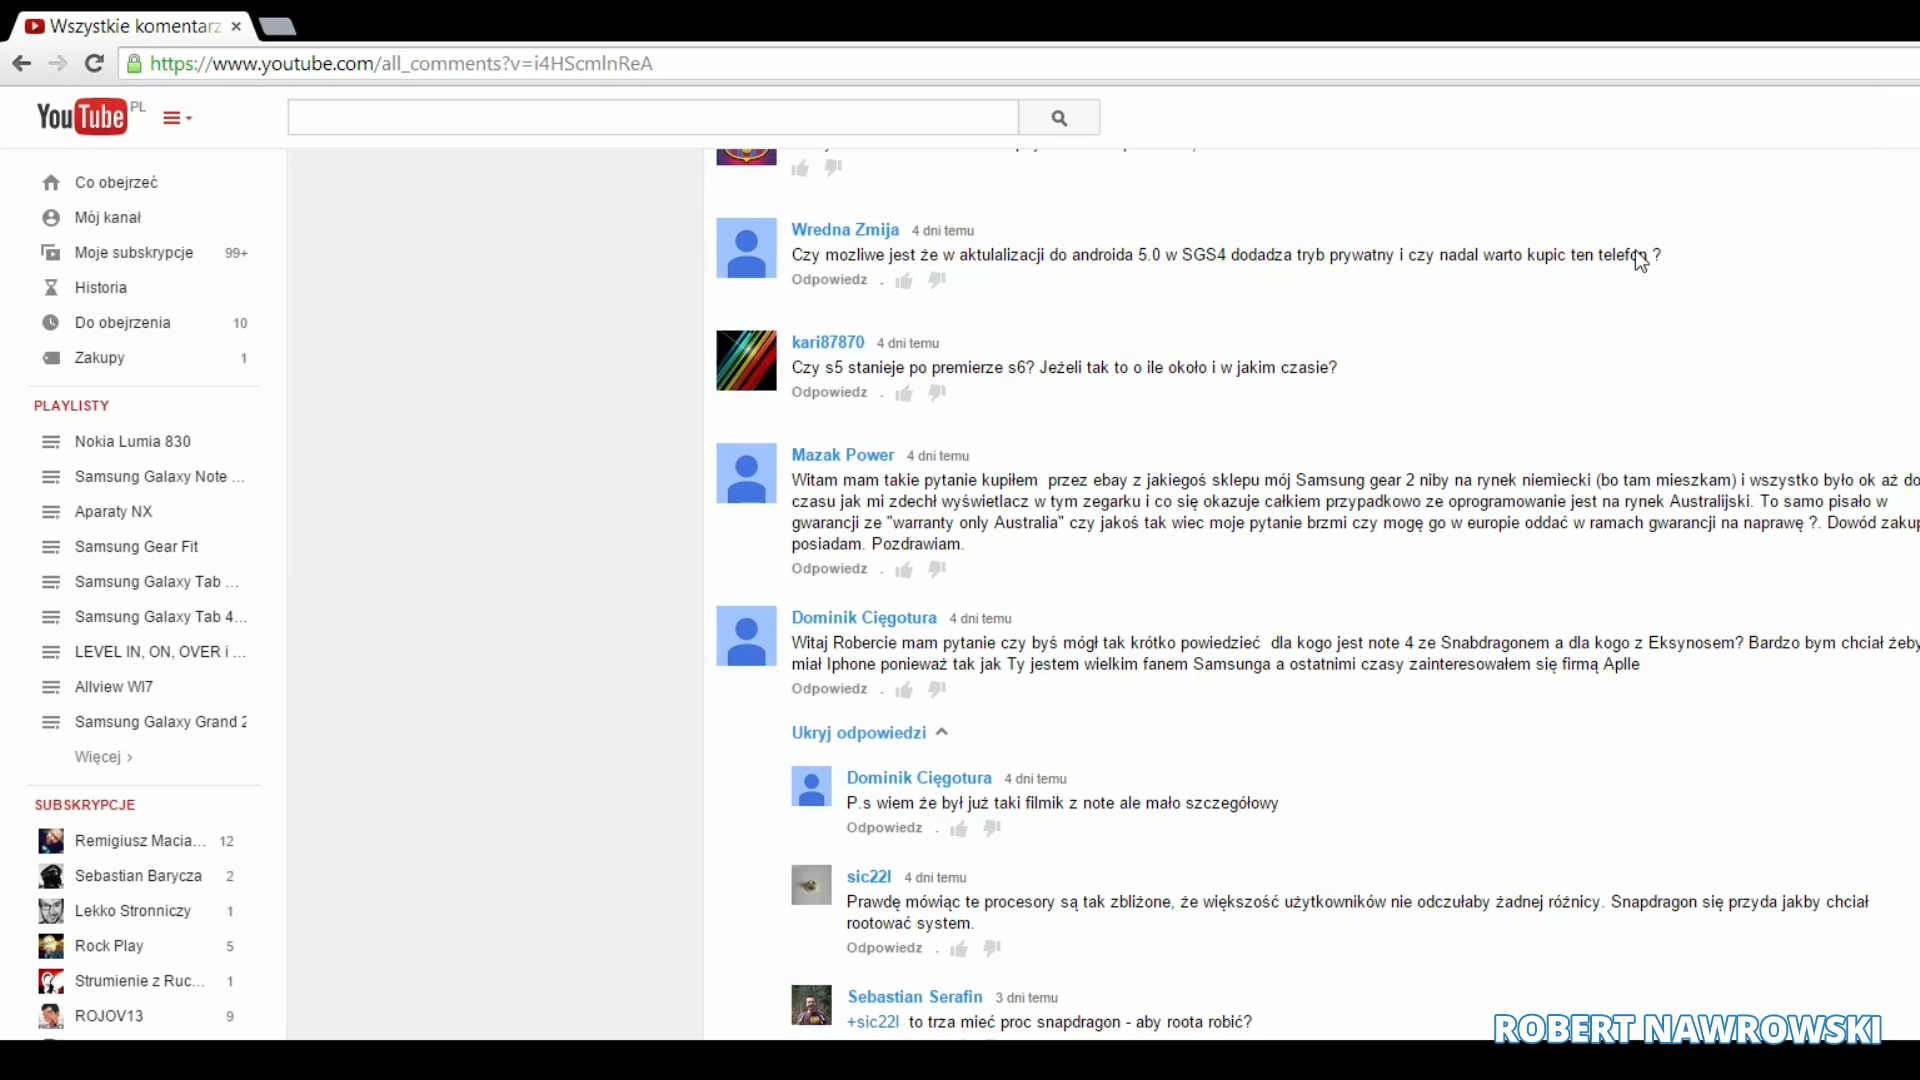 Wszystkie komentarz
https://www.youtube.com/all_comments?v=i4HScmlnReA
YouTube PL
Co obejrzeć
Mój kanał
Moje subskrypcje 99+
Historia
Do obejrzenia 10
Zakupy 1
PLAYLISTY
Nokia Lumia 830
Samsung Galaxy Note ...
Aparaty NX
Samsung Gear Fit
Samsung Galaxy Tab ...
Samsung Galaxy Tab 4...
LEVEL IN, ON, OVER i ...
Allview WI7
Samsung Galaxy Grand 2
Więcej ›
SUBSKRYPCJE
Remigiusz Macia... 12
Sebastian Barycza 2
Lekko Stronniczy 1
Rock Play 5
Strumienie z Ruc... 1
ROJOV13 9
Wredna Zmija 4 dni temu
Czy mozliwe jest że w aktulalizacji do androida 5.0 w SGS4 dodadza tryb prywatny i czy nadal warto kupic ten telefon ?
Odpowiedz .
kari87870 4 dni temu
Czy s5 stanieje po premierze s6? Jeżeli tak to o ile około i w jakim czasie?
Odpowiedz .
Mazak Power 4 dni temu
Witam mam takie pytanie kupiłem przez ebay z jakiegoś sklepu mój Samsung gear 2 niby na rynek niemiecki (bo tam mieszkam) i wszystko było ok aż do
czasu jak mi zdechł wyświetlacz w tym zegarku i co się okazuje całkiem przypadkowo ze oprogramowanie jest na rynek Australijski. To samo pisało w
gwarancji ze "warranty only Australia" czy jakoś tak wiec moje pytanie brzmi czy mogę go w europie oddać w ramach gwarancji na naprawę ?. Dowód zakup
posiadam. Pozdrawiam.
Odpowiedz .
Dominik Cięgotura 4 dni temu
Witaj Robercie mam pytanie czy byś mógł tak krótko powiedzieć dla kogo jest note 4 ze Snabdragonem a dla kogo z Eksynosem? Bardzo bym chciał żeby
miał Iphone ponieważ tak jak Ty jestem wielkim fanem Samsunga a ostatnimi czasy zainteresowałem się firmą Aplle
Odpowiedz .
Ukryj odpowiedzi
Dominik Cięgotura 4 dni temu
P.s wiem że był już taki filmik z note ale mało szczegółowy
Odpowiedz .
sic22l 4 dni temu
Prawdę mówiąc te procesory są tak zbliżone, że większość użytkowników nie odczułaby żadnej różnicy. Snapdragon się przyda jakby chciał
rootować system.
Odpowiedz .
Sebastian Serafin 3 dni temu
+sic22l to trza mieć proc snapdragon - aby roota robić?
ROBERT NAWROWSKI